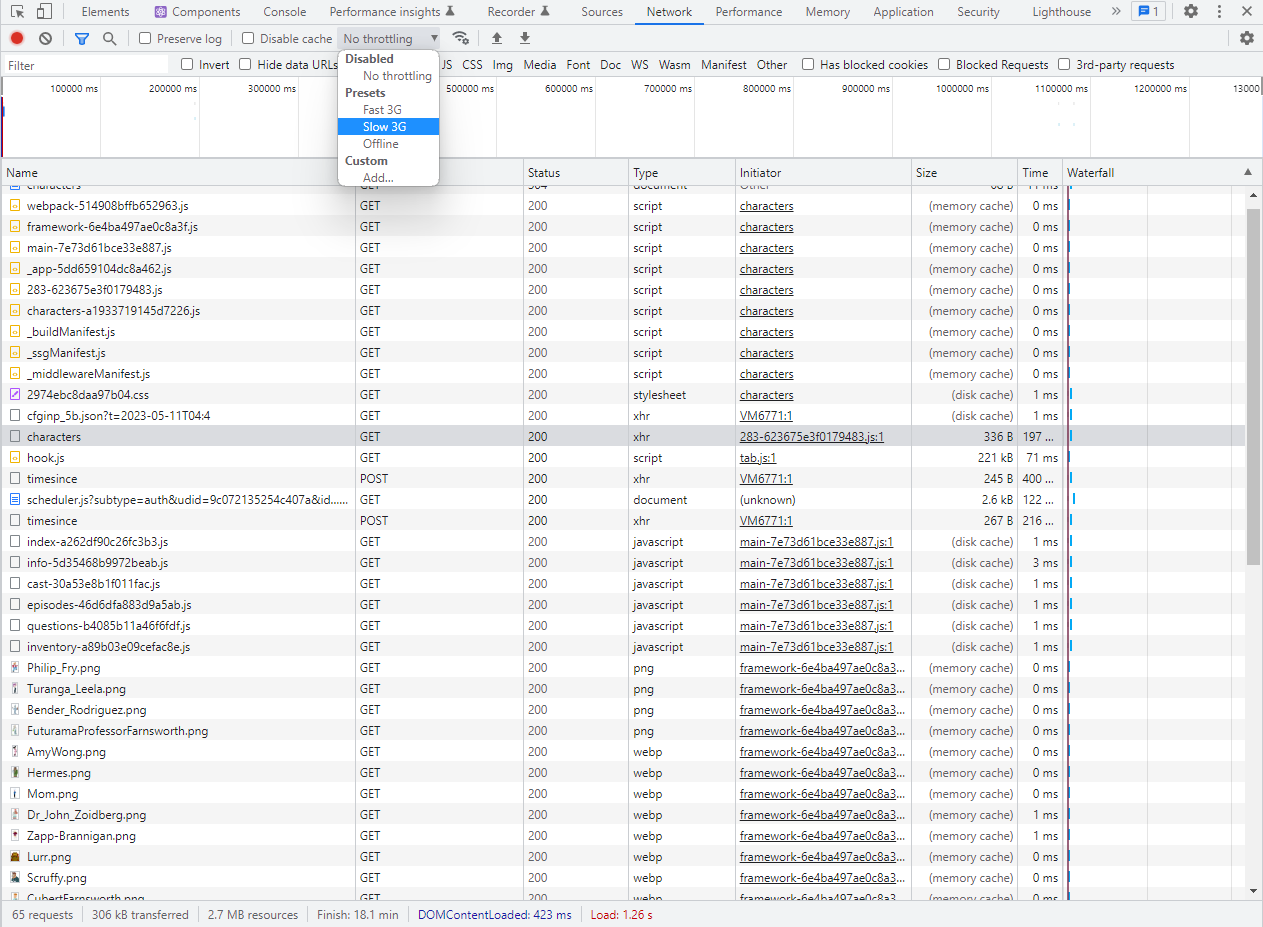 Elements Components Console Performance insights Recorder Sources Network Performance Memory Application Security Lighthouse » 1
Preserve log Disable cache No throttling
Filter Invert Hide data URLs JS CSS Img Media Font Doc WS Wasm Manifest Other Has blocked cookies Blocked Requests 3rd-party requests
Disabled
No throttling
Presets
Fast 3G
Slow 3G
Offline
Custom
Add...
100000 ms 200000 ms 300000 ms 500000 ms 600000 ms 700000 ms 800000 ms 900000 ms 1000000 ms 1100000 ms 1200000 ms 13000
Name Status Type Initiator Size Time Waterfall
characters GET 304 document Other 68 B 71 ms
webpack-514908bffb652963.js GET 200 script characters (memory cache) 0 ms
framework-6e4ba497ae0c8a3f.js GET 200 script characters (memory cache) 0 ms
main-7e73d61bce33e887.js GET 200 script characters (memory cache) 0 ms
_app-5dd659104dc8a462.js GET 200 script characters (memory cache) 0 ms
283-623675e3f0179483.js GET 200 script characters (memory cache) 0 ms
characters-a1933719145d7226.js GET 200 script characters (memory cache) 0 ms
_buildManifest.js GET 200 script characters (memory cache) 0 ms
_ssgManifest.js GET 200 script characters (memory cache) 0 ms
_middlewareManifest.js GET 200 script characters (memory cache) 0 ms
2974ebc8daa97b04.css GET 200 stylesheet characters (disk cache) 1 ms
cfginp_5b.json?t=2023-05-11T04:4 GET 200 xhr VM6771:1 (disk cache) 1 ms
characters GET 200 xhr 283-623675e3f0179483.js:1 336 B 197 ...
hook.js GET 200 script tab.js:1 221 kB 71 ms
timesince POST 200 xhr VM6771:1 245 B 400 ...
scheduler.js?subtype=auth&udid=9c072135254c407a&id...... GET 200 document (unknown) 2.6 kB 122 ...
timesince POST 200 xhr VM6771:1 267 B 216 ...
index-a262df90c26fc3b3.js GET 200 javascript main-7e73d61bce33e887.js:1 (disk cache) 1 ms
info-5d35468b9972beab.js GET 200 javascript main-7e73d61bce33e887.js:1 (disk cache) 3 ms
cast-30a53e8b1f011fac.js GET 200 javascript main-7e73d61bce33e887.js:1 (disk cache) 1 ms
episodes-46d6dfa883d9a5ab.js GET 200 javascript main-7e73d61bce33e887.js:1 (disk cache) 1 ms
questions-b4085b11a46f6fdf.js GET 200 javascript main-7e73d61bce33e887.js:1 (disk cache) 1 ms
inventory-a89b03e09cefac8e.js GET 200 javascript main-7e73d61bce33e887.js:1 (disk cache) 1 ms
Philip_Fry.png GET 200 png framework-6e4ba497ae0c8a3... (memory cache) 0 ms
Turanga_Leela.png GET 200 png framework-6e4ba497ae0c8a3... (memory cache) 0 ms
Bender_Rodriguez.png GET 200 png framework-6e4ba497ae0c8a3... (memory cache) 0 ms
FuturamaProfessorFarnsworth.png GET 200 png framework-6e4ba497ae0c8a3... (memory cache) 0 ms
AmyWong.png GET 200 webp framework-6e4ba497ae0c8a3... (memory cache) 0 ms
Hermes.png GET 200 webp framework-6e4ba497ae0c8a3... (memory cache) 0 ms
Mom.png GET 200 webp framework-6e4ba497ae0c8a3... (memory cache) 0 ms
Dr_John_Zoidberg.png GET 200 webp framework-6e4ba497ae0c8a3... (memory cache) 1 ms
Zapp-Brannigan.png GET 200 webp framework-6e4ba497ae0c8a3... (memory cache) 1 ms
Lurr.png GET 200 webp framework-6e4ba497ae0c8a3... (memory cache) 0 ms
Scruffy.png GET 200 webp framework-6e4ba497ae0c8a3... (memory cache) 0 ms
CubertFarnsworth.png GET 200 webp framework-6e4ba497ae0c8a3... (memory cache) 0 ms
65 requests 306 kB transferred 2.7 MB resources Finish: 18.1 min DOMContentLoaded: 423 ms Load: 1.26 s